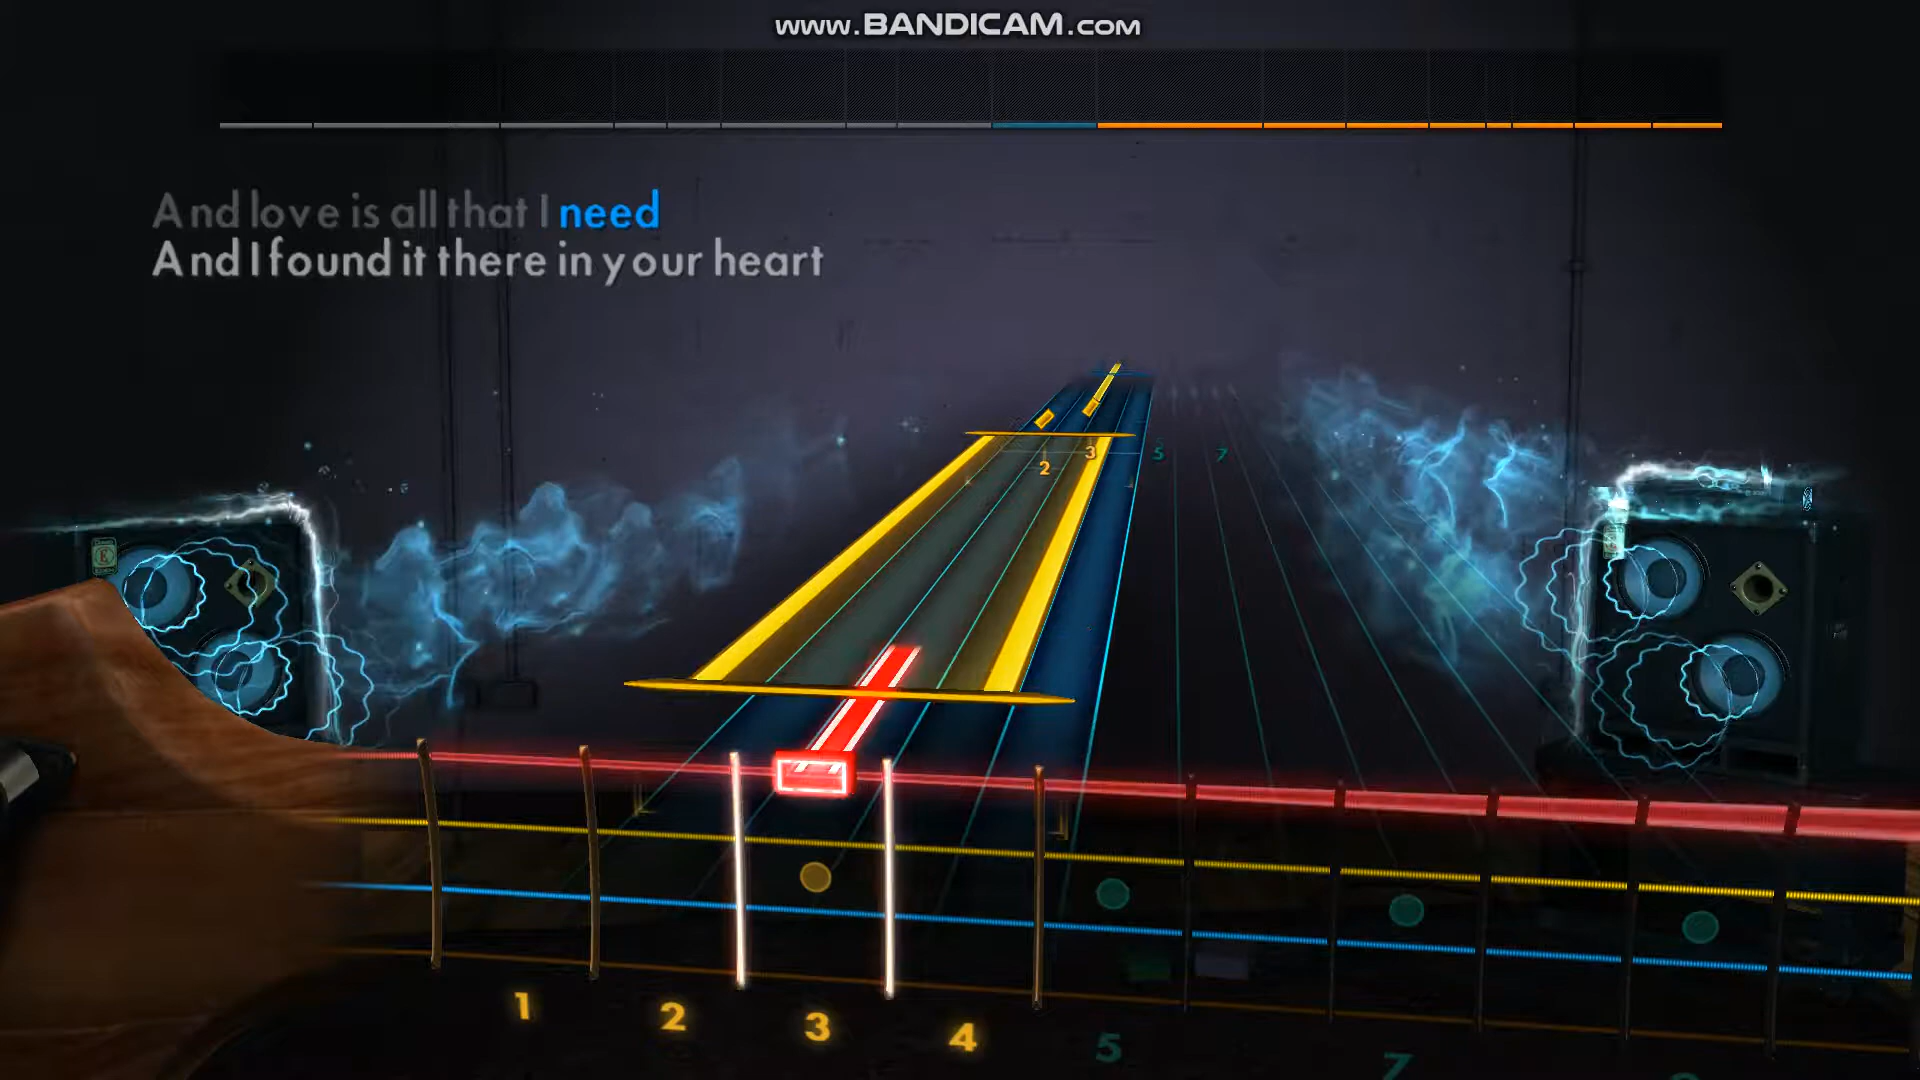 www.BANDICAM.com
And love is all that I need
And I found it there in your heart
2 3 5 7
E
1 2 3 4 5 7